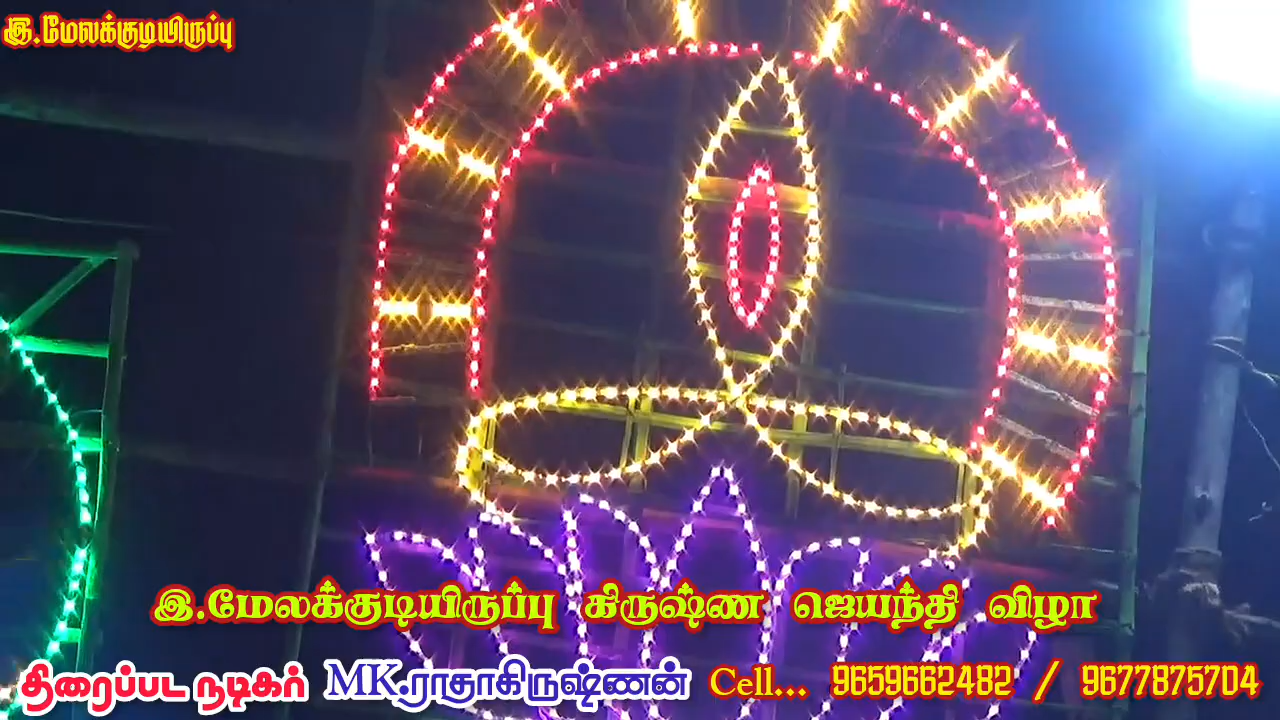 இ.மேலக்குடியிருப்பு
இ.மேலக்குடியிருப்பு கிருஷ்ண ஜெயந்தி விழா
திரைப்பட நடிகர் MK.ராதாகிருஷ்ணன் Cell... 9659662482 / 9677875704